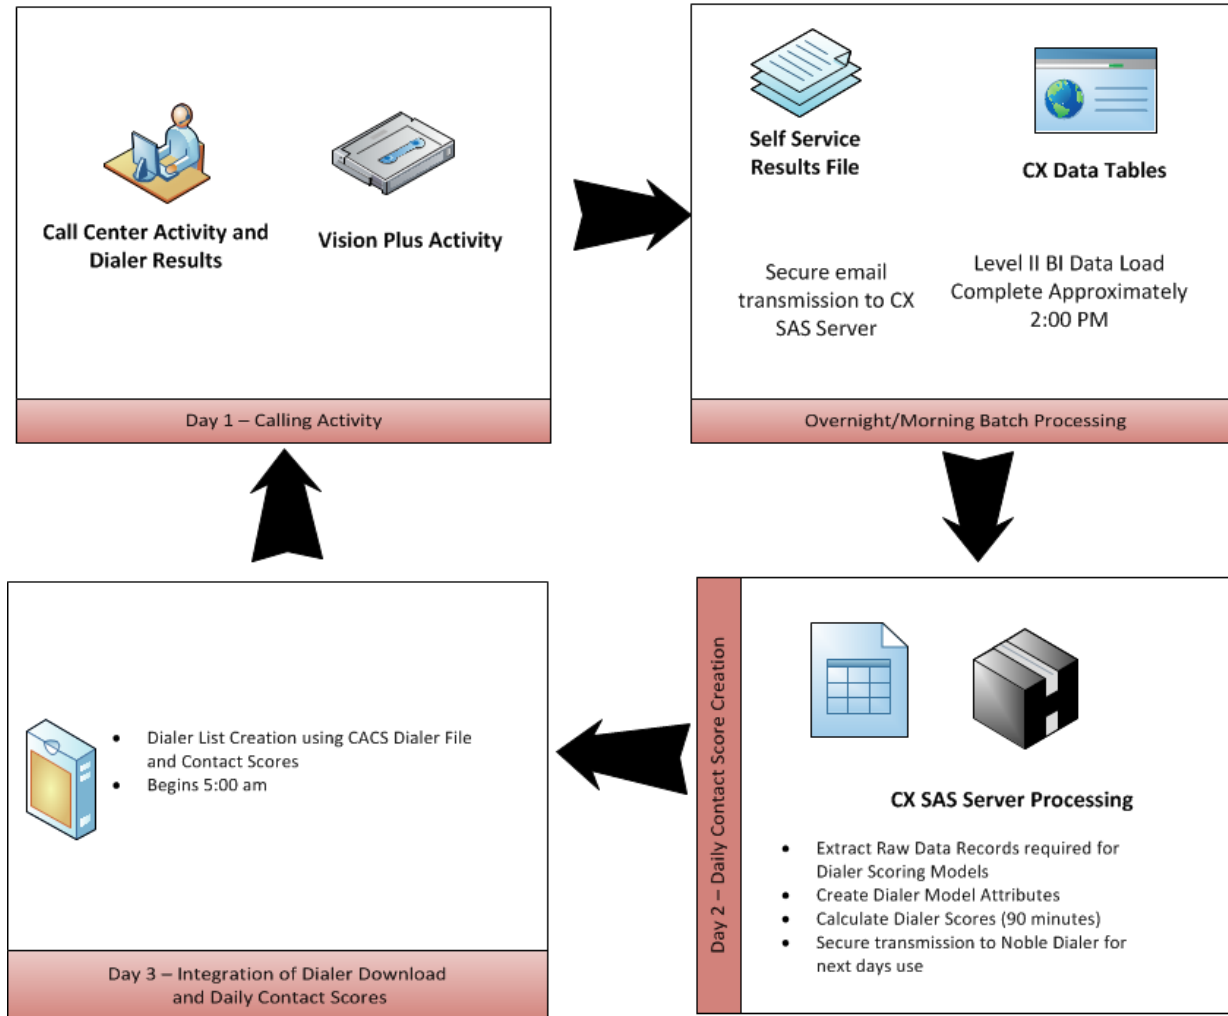 Call Center Activity and
Dialer Results
Vision Plus Activity
Day 1 – Calling Activity
Self Service
Results File
CX Data Tables
Secure email
transmission to CX
SAS Server
Level II BI Data Load
Complete Approximately
2:00 PM
Overnight/Morning Batch Processing
Day 2 – Daily Contact Score Creation
CX SAS Server Processing
• Extract Raw Data Records required for
Dialer Scoring Models
• Create Dialer Model Attributes
• Calculate Dialer Scores (90 minutes)
• Secure transmission to Noble Dialer for
next days use
• Dialer List Creation using CACS Dialer File
and Contact Scores
• Begins 5:00 am
Day 3 – Integration of Dialer Download
and Daily Contact Scores